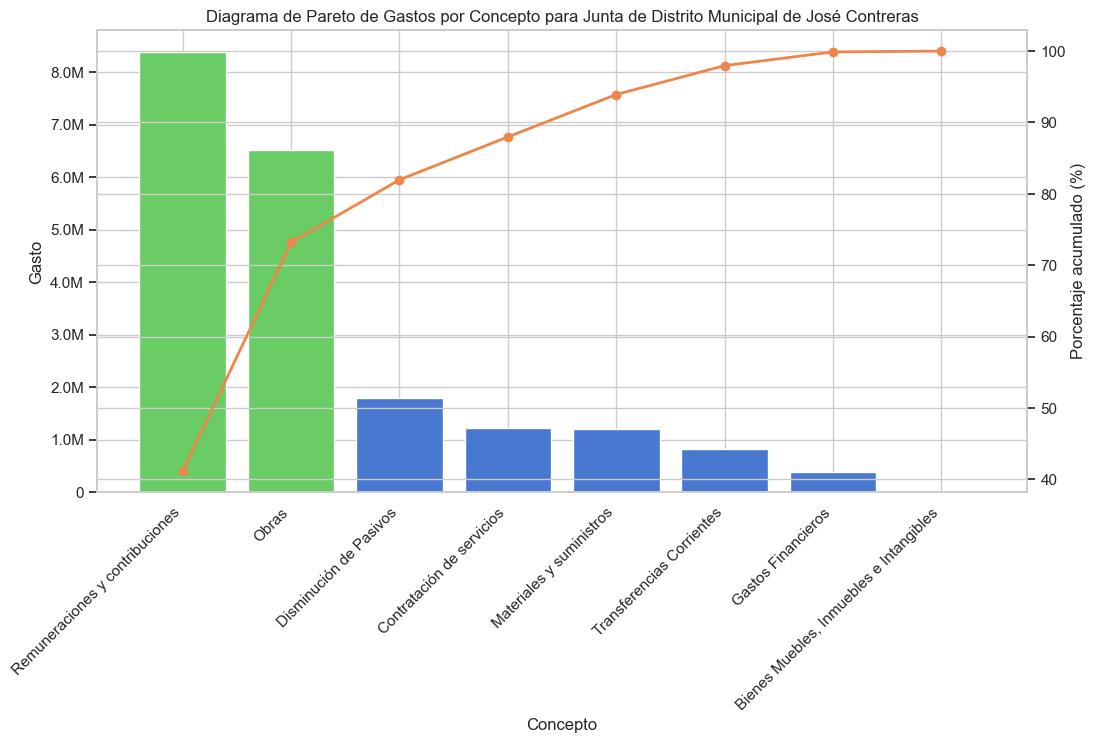 Diagrama de Pareto de Gastos por Concepto para Junta de Distrito Municipal de José Contreras
Gasto
8.0M
7.0M
6.0M
5.0M
4.0M
3.0M
2.0M
1.0M
0
100
90
80
70
60
50
40
Porcentaje acumulado (%)
Remuneraciones y contribuciones
Obras
Disminución de Pasivos
Contratación de servicios
Materiales y suministros
Transferencias Corrientes
Gastos Financieros
Bienes Muebles, Inmuebles e Intangibles
Concepto